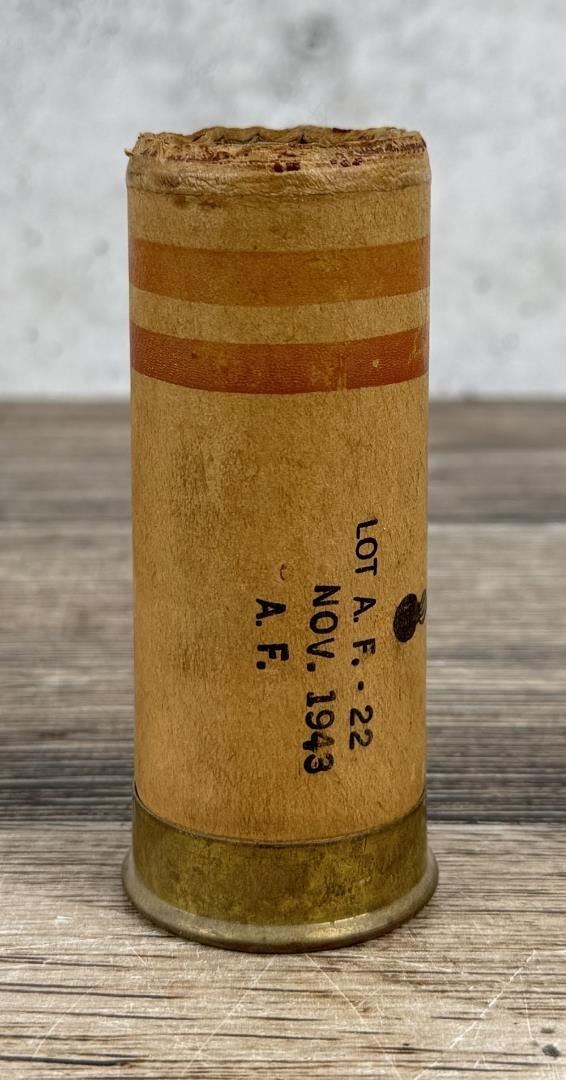 LOT A. F. - 22
NOV. 1943
A. F.